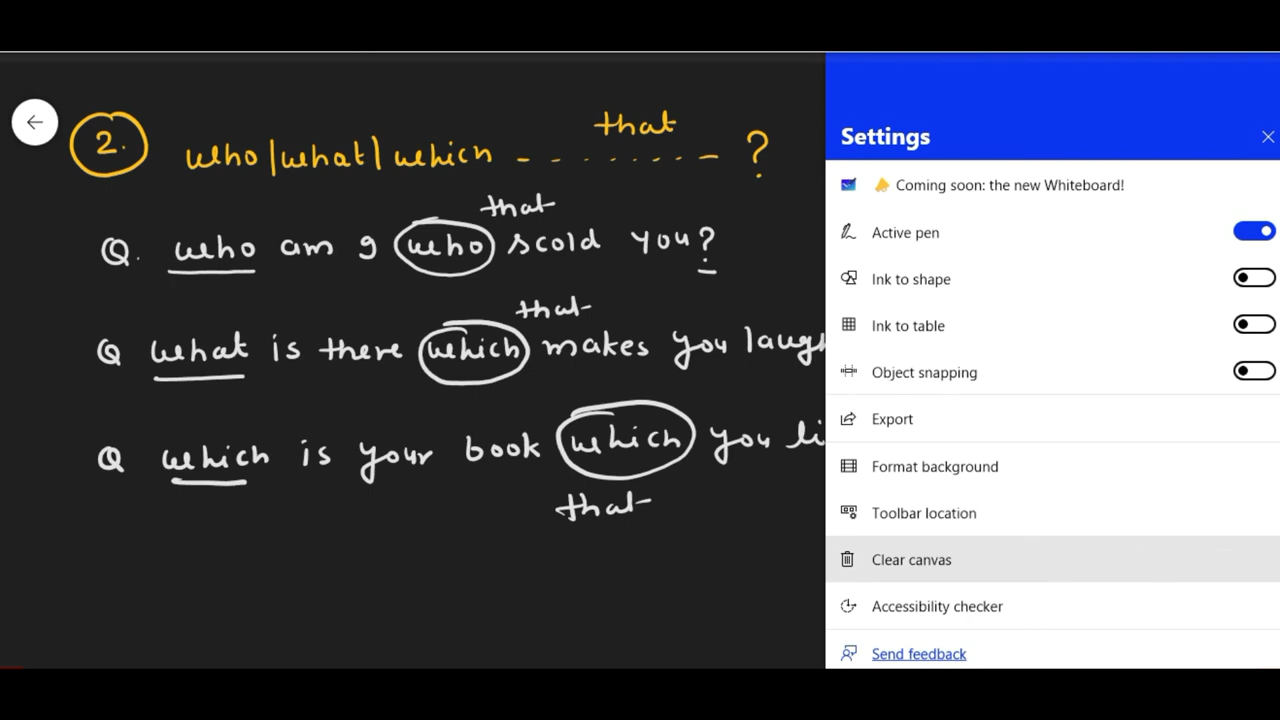 2. who/what/which - - - - - - - that ?
Q. who am I who that scold you?
Q what is there which that makes you laugh
Q which is your book which you li
that
Settings
Coming soon: the new Whiteboard!
Active pen
Ink to shape
Ink to table
Object snapping
Export
Format background
Toolbar location
Clear canvas
Accessibility checker
Send feedback